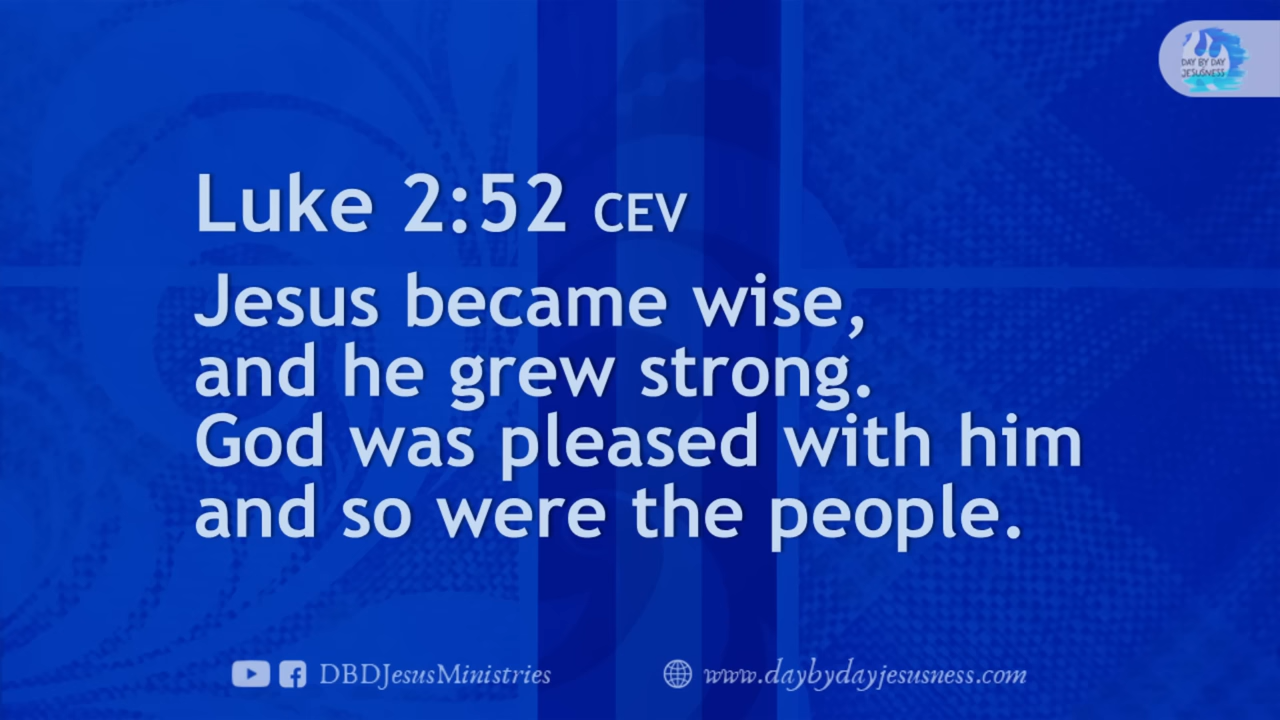 DAY BY DAY
JESUSNESS
Luke 2:52 CEV
Jesus became wise,
and he grew strong.
God was pleased with him
and so were the people.
DBDJesusMinistries
www.daybydayjesusness.com